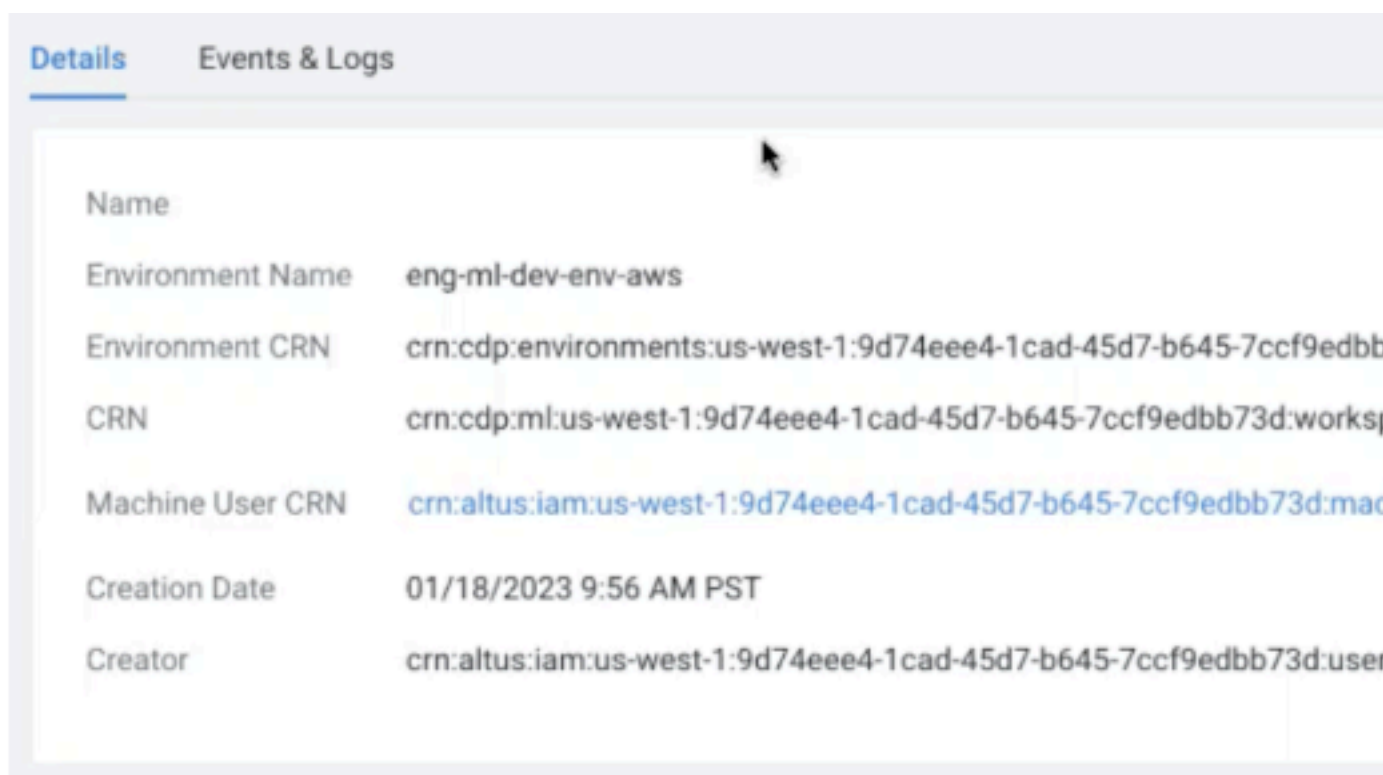 Details Events & Logs
Name
Environment Name eng-ml-dev-env-aws
Environment CRN crn:cdp:environments:us-west-1:9d74eee4-1cad-45d7-b645-7ccf9edbb
CRN crn:cdp:ml:us-west-1:9d74eee4-1cad-45d7-b645-7ccf9edbb73d:worksp
Machine User CRN crn:altus:iam:us-west-1:9d74eee4-1cad-45d7-b645-7ccf9edbb73d:mac
Creation Date 01/18/2023 9:56 AM PST
Creator crn:altus:iam:us-west-1:9d74eee4-1cad-45d7-b645-7ccf9edbb73d:user